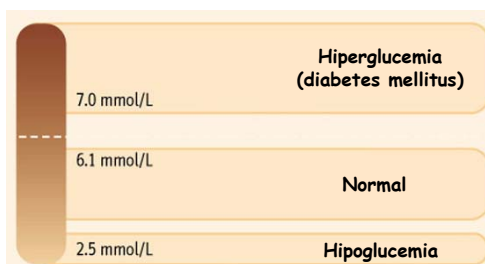 Hiperglucemia
(diabetes mellitus)
7.0 mmol/L
6.1 mmol/L
Normal
2.5 mmol/L
Hipoglucemia